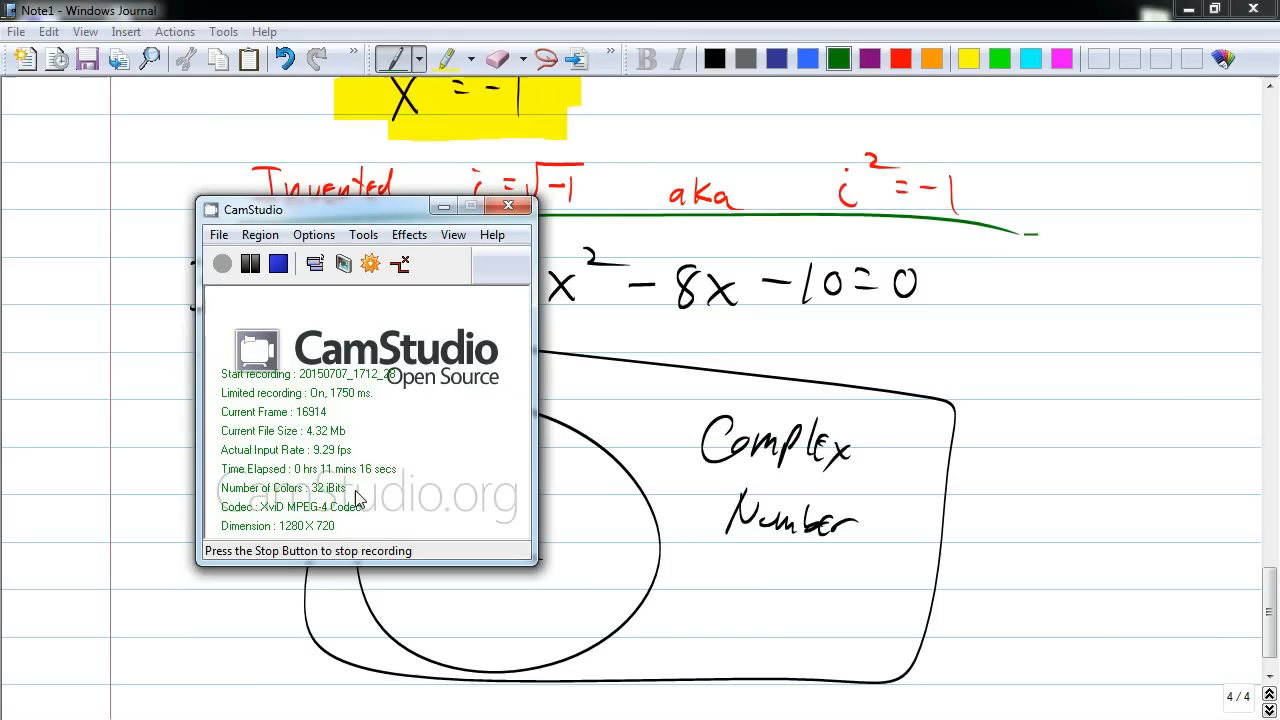 Note1 - Windows Journal
File Edit View Insert Actions Tools Help
B I
x = -1
Invented i = √-1 aka i² = -1
x² - 8x - 10 = 0
CamStudio
File Region Options Tools Effects View Help
CamStudio
Open Source
Start recording : 20150707_1712_28
Limited recording : On, 1750 ms.
Current Frame : 16914
Current File Size : 4.32 Mb
Actual Input Rate : 9.29 fps
Time Elapsed : 0 hrs 11 mins 16 secs
CamStudio.org
Number of Colors : 32 Bits
Codec : XviD MPEG-4 Codec
Dimension : 1280 X 720
Press the Stop Button to stop recording
Complex
Number
4 / 4